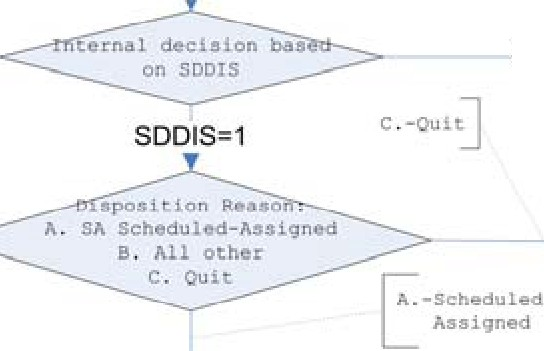 Internal decision based
on SDDIS
SDDIS=1
C.-Quit
Disposition Reason:
A. SA Scheduled-Assigned
B. All other
C. Quit
A.-Scheduled
Assigned